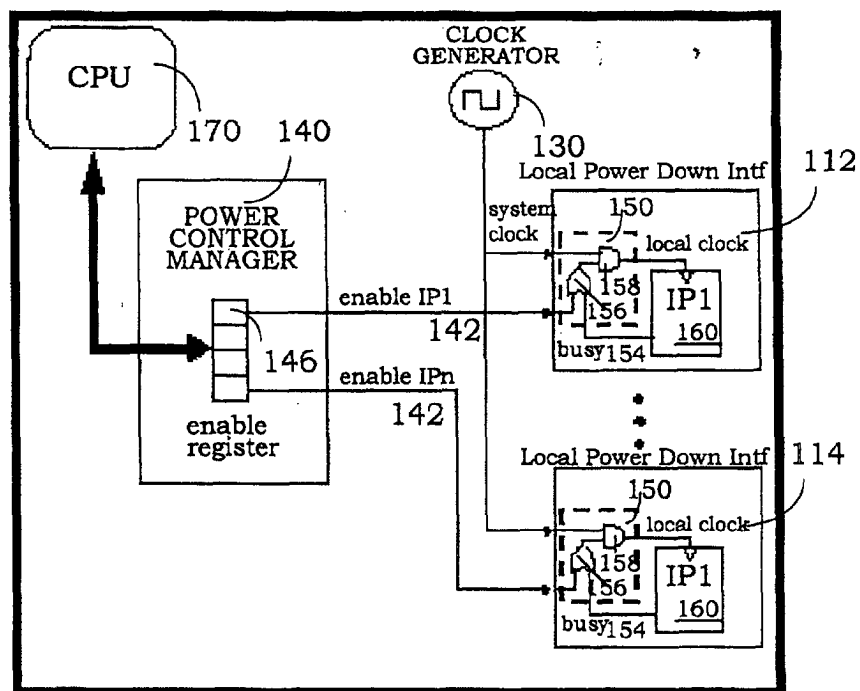 CPU
170
140
POWER
CONTROL
MANAGER
146
enable
register
CLOCK
GENERATOR
130
enable IP1
142
enable IPn
142
system
clock
Local Power Down Intf
112
150
local clock
158
156
IP1
160
busy 154
Local Power Down Intf
114
150
local clock
158
156
IP1
160
busy 154